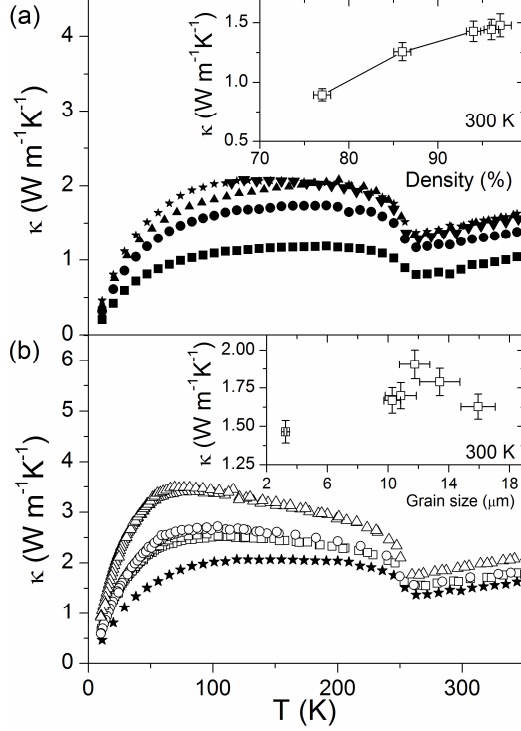 (a)
κ (W m⁻¹K⁻¹)
4
3
2
1
0
κ (W m⁻¹K⁻¹)
1.5
1.0
0.5
300 K
70 80 90
Density (%)
(b)
κ (W m⁻¹K⁻¹)
6
5
4
3
2
1
0
κ (W m⁻¹K⁻¹)
2.00
1.75
1.50
1.25
300 K
2 6 10 14 18
Grain size (μm)
0 100 200 300
T (K)